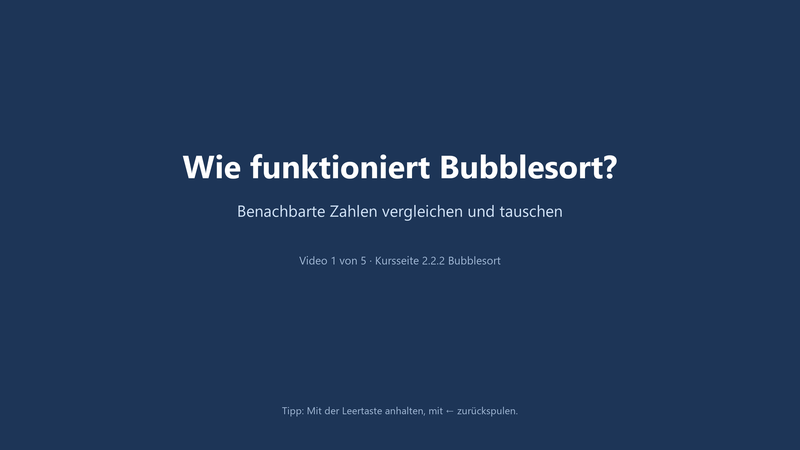 Wie funktioniert Bubblesort?
Benachbarte Zahlen vergleichen und tauschen
Video 1 von 5 · Kursseite 2.2.2 Bubblesort
Tipp: Mit der Leertaste anhalten, mit ← zurückspulen.